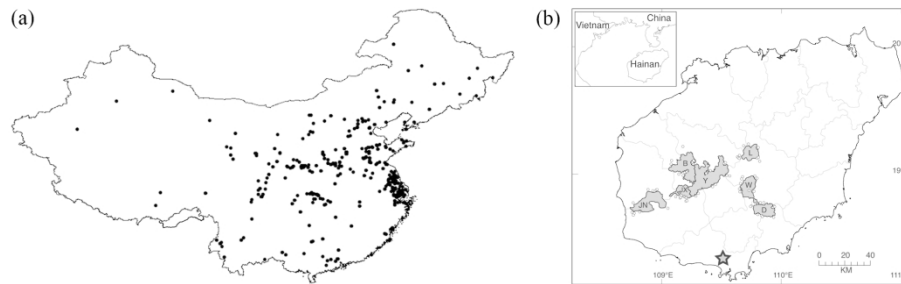 (a)
(b)
Vietnam
China
Hainan
20
L
B
Y
W
19
JN
D
0 20 40
KM
109°E
110°E
111